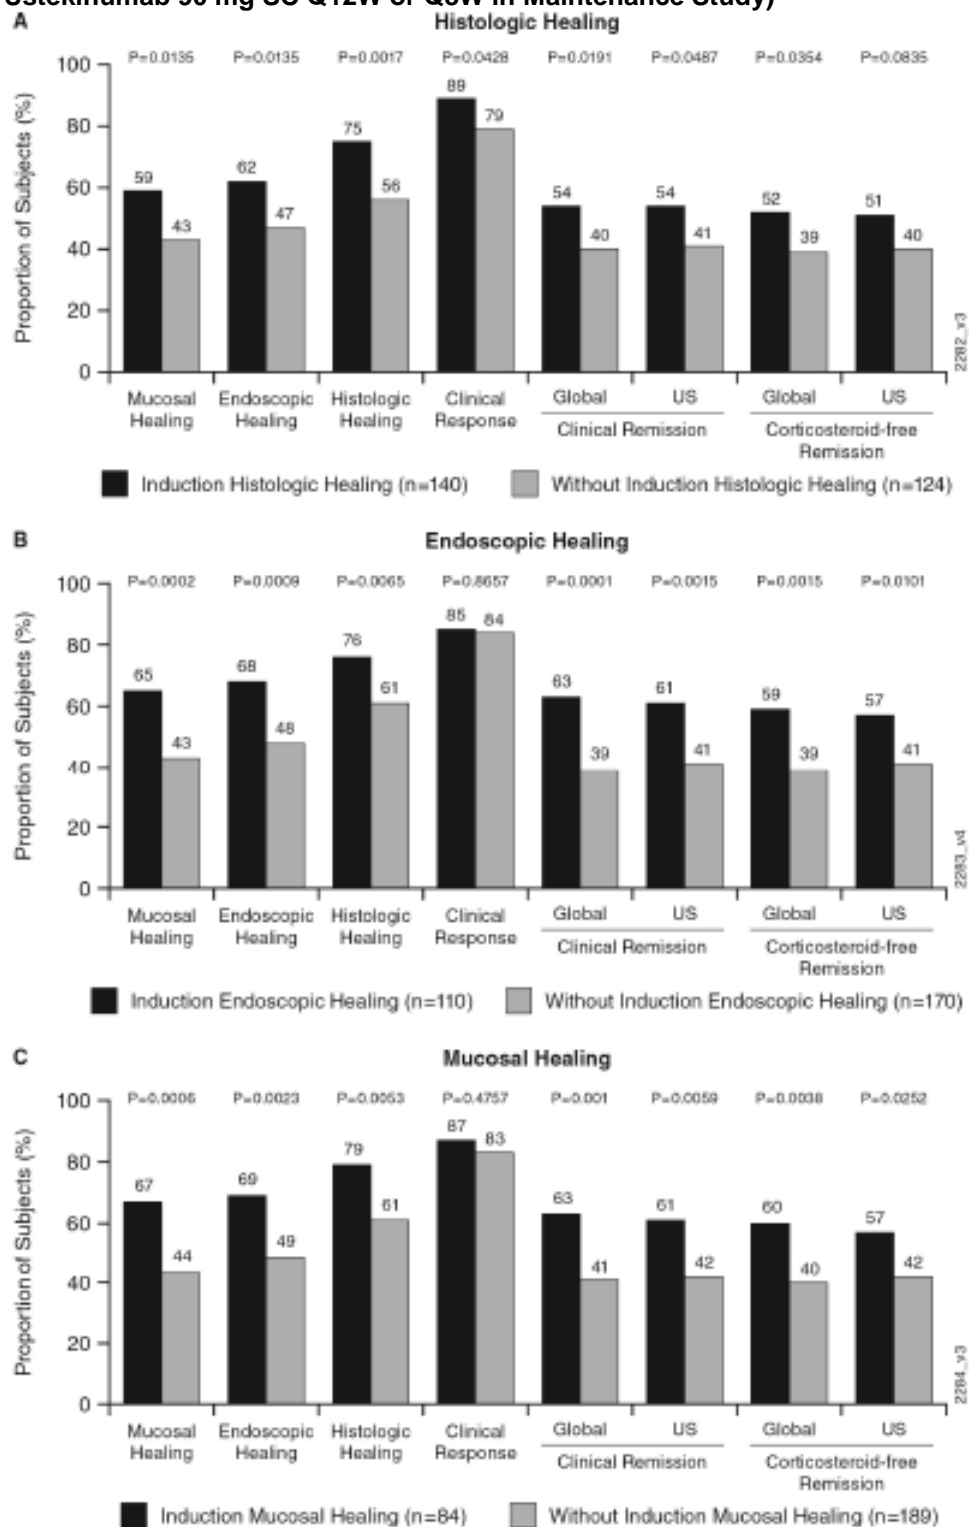 Ustekinumab 90 mg SC Q12W or Q8W in Maintenance Study)
A
Histologic Healing
P=0.0135 P=0.0135 P=0.0017 P=0.0428 P=0.0191 P=0.0487 P=0.0354 P=0.0835
Proportion of Subjects (%)
100
80
60
40
20
0
59 43 62 47 75 56 89 79 54 40 54 41 52 39 51 40
Mucosal Healing
Endoscopic Healing
Histologic Healing
Clinical Response
Global US
Clinical Remission
Global US
Corticosteroid-free Remission
2282_v3
Induction Histologic Healing (n=140) Without Induction Histologic Healing (n=124)
B
Endoscopic Healing
P=0.0002 P=0.0009 P=0.0065 P=0.8657 P=0.0001 P=0.0015 P=0.0015 P=0.0101
Proportion of Subjects (%)
100
80
60
40
20
0
65 43 68 48 76 61 85 84 63 39 61 41 59 39 57 41
Mucosal Healing
Endoscopic Healing
Histologic Healing
Clinical Response
Global US
Clinical Remission
Global US
Corticosteroid-free Remission
2283_v4
Induction Endoscopic Healing (n=110) Without Induction Endoscopic Healing (n=170)
C
Mucosal Healing
P=0.0006 P=0.0023 P=0.0053 P=0.4757 P=0.001 P=0.0059 P=0.0038 P=0.0252
Proportion of Subjects (%)
100
80
60
40
20
0
67 44 69 49 79 61 87 83 63 41 61 42 60 40 57 42
Mucosal Healing
Endoscopic Healing
Histologic Healing
Clinical Response
Global US
Clinical Remission
Global US
Corticosteroid-free Remission
2284_v3
Induction Mucosal Healing (n=84) Without Induction Mucosal Healing (n=189)